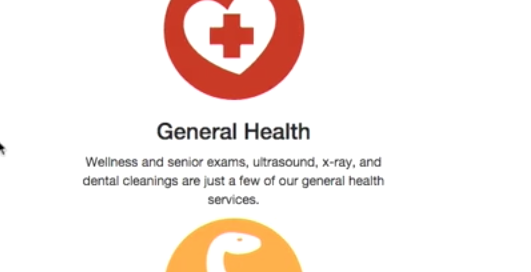 General Health
Wellness and senior exams, ultrasound, x-ray, and
dental cleanings are just a few of our general health
services.